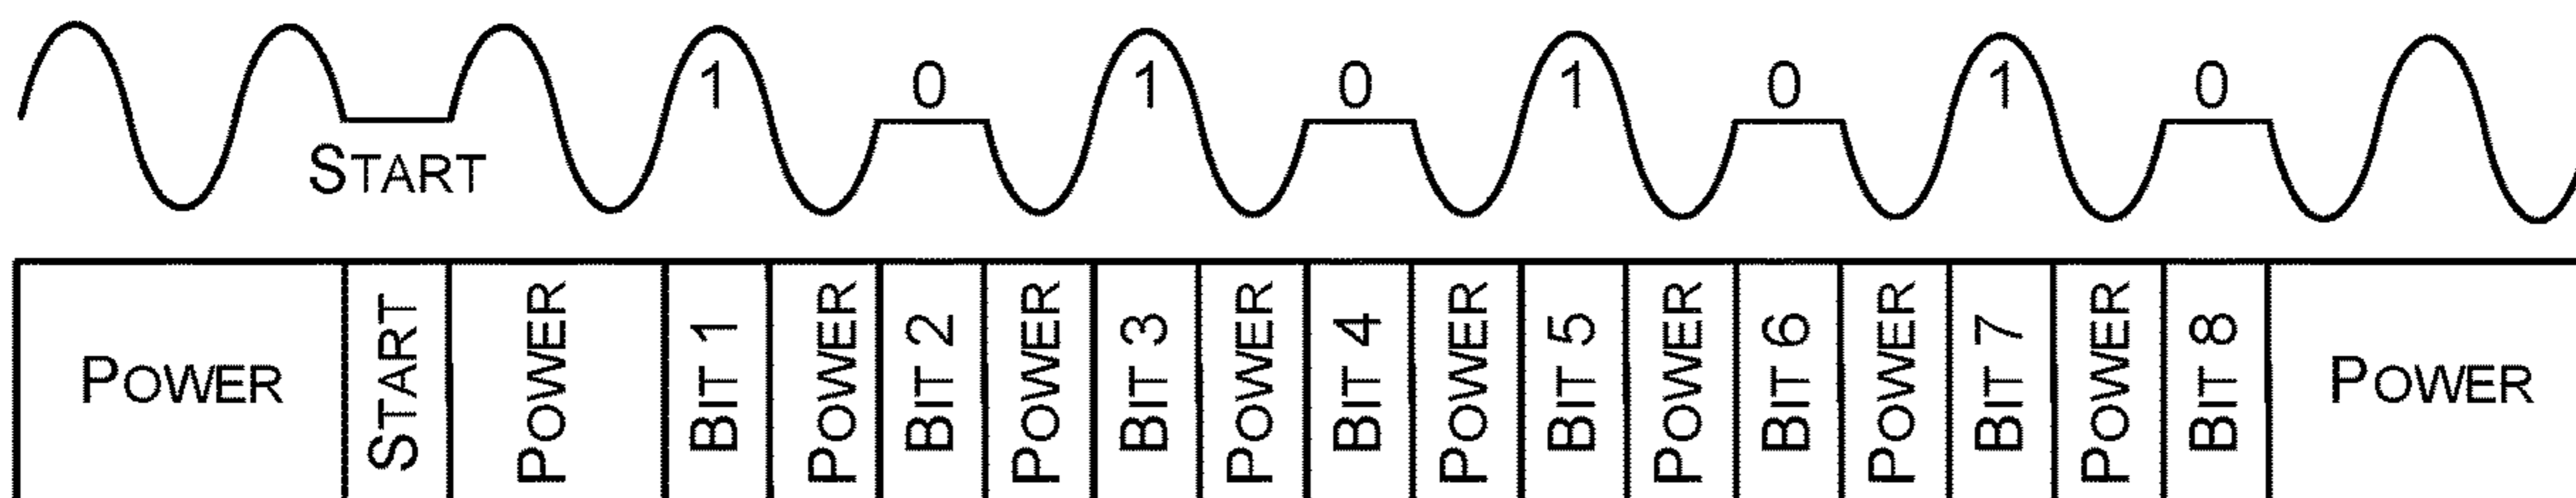 1 0 1 0 1 0 1 0
START
POWER START POWER BIT 1 POWER BIT 2 POWER BIT 3 POWER BIT 4 POWER BIT 5 POWER BIT 6 POWER BIT 7 POWER BIT 8 POWER